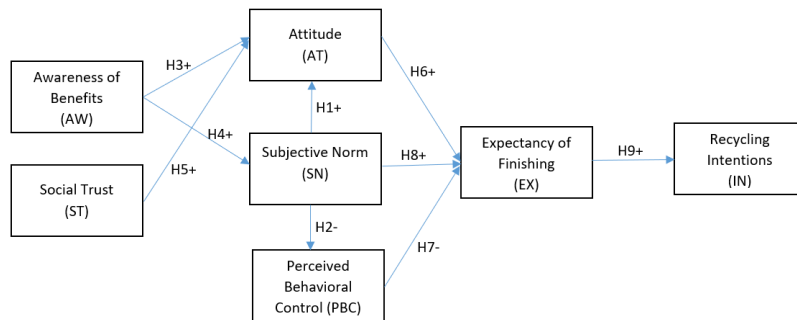 Attitude
(AT)
H3+
H6+
Awareness of
Benefits
(AW)
H1+
H4+
Subjective Norm
(SN)
H8+
Expectancy of
Finishing
(EX)
H9+
Recycling
Intentions
(IN)
Social Trust
(ST)
H5+
H2-
H7-
Perceived
Behavioral
Control (PBC)